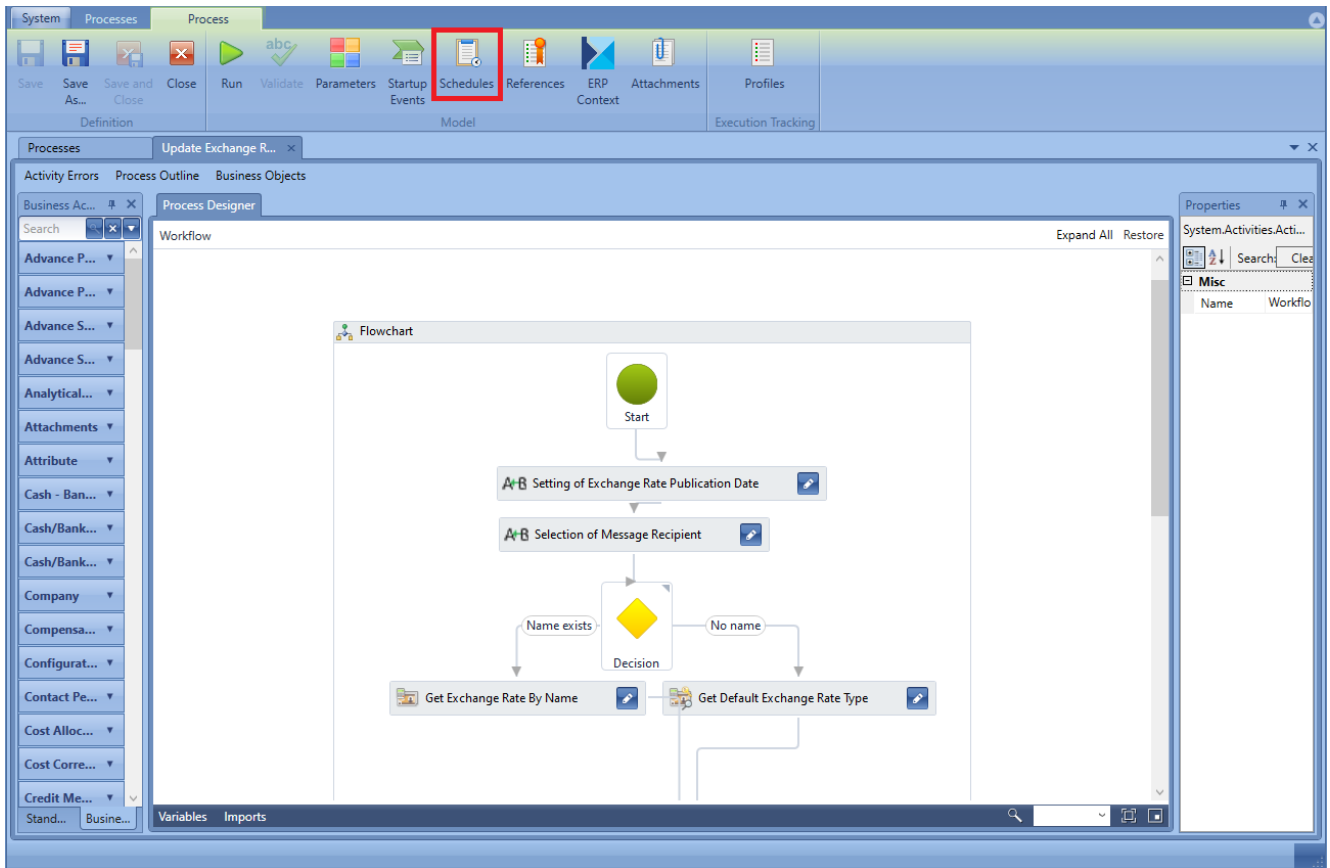 System Processes Process
Save Save As... Save and Close Close Run Validate Parameters Startup Events Schedules References ERP Context Attachments Profiles
Definition Model Execution Tracking
Processes Update Exchange R...
Activity Errors Process Outline Business Objects
Business Ac... Process Designer Properties
Search Workflow Expand All Restore System.Activities.Acti...
Search: Clea
Misc
Name Workflo
Advance P...
Advance P...
Advance S...
Advance S...
Analytical...
Attachments
Attribute
Cash - Ban...
Cash/Bank...
Cash/Bank...
Company
Compensa...
Configurat...
Contact Pe...
Cost Alloc...
Cost Corre...
Credit Me...
Stand... Busine...
Flowchart
Start
A+B Setting of Exchange Rate Publication Date
A+B Selection of Message Recipient
Name exists No name
Decision
Get Exchange Rate By Name Get Default Exchange Rate Type
Variables Imports